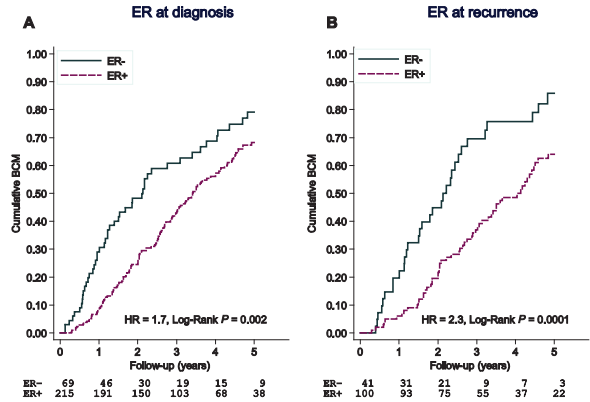 ER at diagnosis
A
1.00
0.90
0.80
0.70
0.60
0.50
0.40
0.30
0.20
0.10
0.00
Cumulative BCM
ER-
ER+
HR = 1.7, Log-Rank P = 0.002
0 1 2 3 4 5
Follow-up (years)
ER- 69 46 30 19 15 9
ER+ 215 191 150 103 68 38
ER at recurrence
B
1.00
0.90
0.80
0.70
0.60
0.50
0.40
0.30
0.20
0.10
0.00
Cumulative BCM
ER-
ER+
HR = 2.3, Log-Rank P = 0.0001
0 1 2 3 4 5
Follow-up (years)
ER- 41 31 21 9 7 3
ER+ 100 93 75 55 37 22